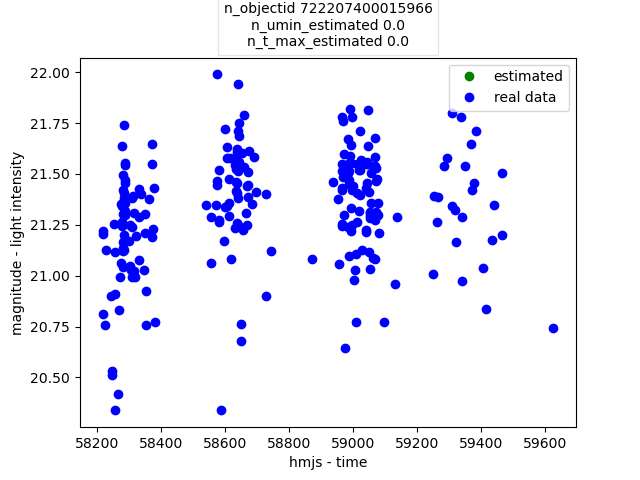 n_objectid 722207400015966
n_umin_estimated 0.0
n_t_max_estimated 0.0
estimated
real data
magnitude - light intensity
22.00
21.75
21.50
21.25
21.00
20.75
20.50
58200 58400 58600 58800 59000 59200 59400 59600
hmjs - time